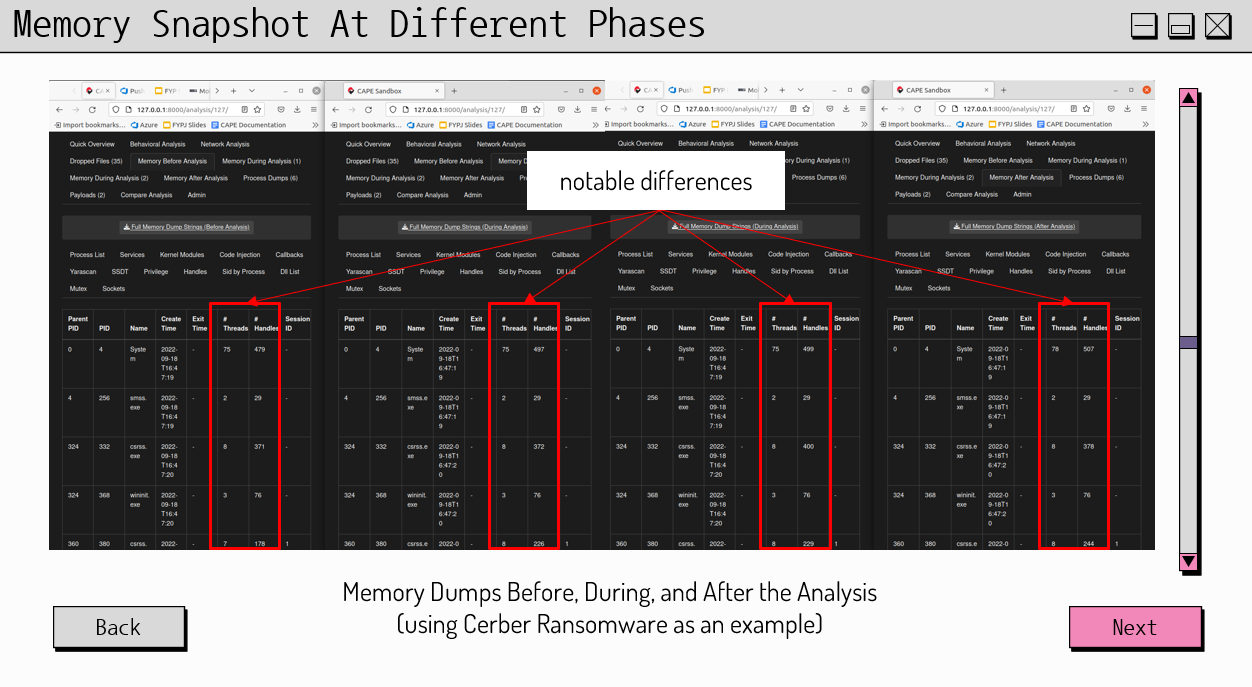 Memory Snapshot At Different Phases
CAPE Sandbox
127.0.0.1:8000/analysis/127/
Import bookmarks... Azure FYPJ Slides CAPE Documentation
Quick Overview Behavioral Analysis Network Analysis
Dropped Files (35) Memory Before Analysis Memory During Analysis (1)
Memory During Analysis (2) Memory After Analysis Process Dumps (6)
Payloads (2) Compare Analysis Admin
notable differences
Full Memory Dump Strings (Before Analysis)
Full Memory Dump Strings (During Analysis)
Full Memory Dump Strings (During Analysis)
Full Memory Dump Strings (After Analysis)
Process List Services Kernel Modules Code Injection Callbacks
Yarascan SSDT Privilege Handles Sid by Process Dll List
Mutex Sockets
Parent PID PID Name Create Time Exit Time # Threads # Handles Session ID
0 4 System 2022-09-18T16:47:19 - 75 479 -
4 256 smss.exe 2022-09-18T16:47:19 - 2 29 -
324 332 csrss.exe 2022-09-18T16:47:20 - 8 371 -
324 368 wininit.exe 2022-09-18T16:47:20 - 3 76 -
360 380 csrss. 2022- 7 178 1
Parent PID PID Name Create Time Exit Time # Threads # Handles Session ID
0 4 System 2022-09-18T16:47:19 - 75 497 -
4 256 smss.exe 2022-09-18T16:47:19 - 2 29 -
324 332 csrss.exe 2022-09-18T16:47:20 - 8 372 -
324 368 wininit.exe 2022-09-18T16:47:20 - 3 76 -
360 380 csrss.e 2022-0 - 8 226 1
Parent PID PID Name Create Time Exit Time # Threads # Handles Session ID
0 4 System 2022-09-18T16:47:19 - 75 499 -
4 256 smss.exe 2022-09-18T16:47:19 - 2 29 -
324 332 csrss.exe 2022-09-18T16:47:20 - 8 400 -
324 368 wininit.exe 2022-09-18T16:47:20 - 3 76 -
360 380 csrss. 2022- 8 229 1
Parent PID PID Name Create Time Exit Time # Threads # Handles Session ID
0 4 System 2022-09-18T16:47:19 - 78 507 -
4 256 smss.exe 2022-09-18T16:47:19 - 2 29 -
324 332 csrss.exe 2022-09-18T16:47:20 - 8 378 -
324 368 wininit.exe 2022-09-18T16:47:20 - 3 76 -
360 380 csrss.e 2022-0 - 8 244 1
Memory Dumps Before, During, and After the Analysis
(using Cerber Ransomware as an example)
Back
Next